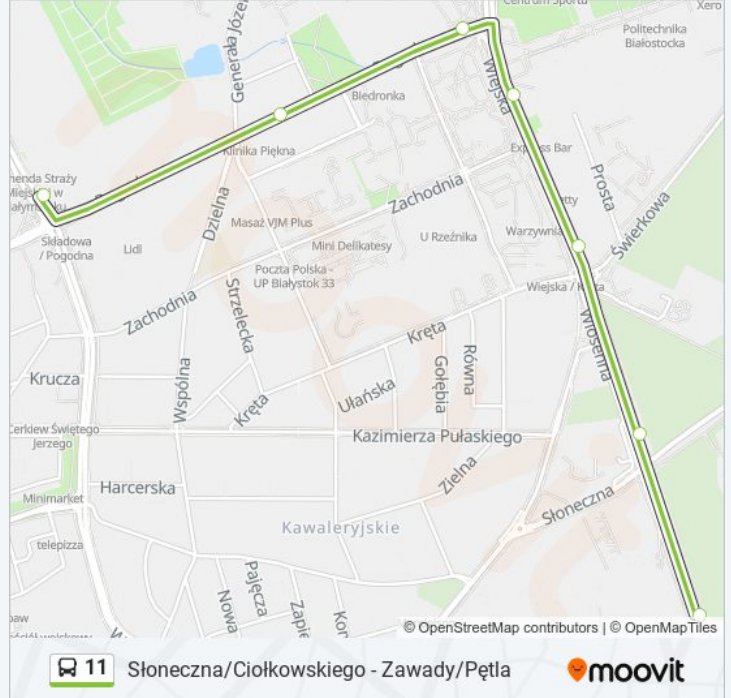 Centrum Sportu
Xero
Politechnika
Białostocka
Generała Józef
Wiejska
Biedronka
Express Bar
Klinika Piękna
Prosta
Dzielna
Zachodnia
Świerkowa
Masaż VJM Plus
U Rzeźnika
Składowa
/ Pogodna
Lidl
Mini Delikatesy
Poczta Polska -
UP Białystok 33
Zachodnia
Strzelecka
Kręta
Wiosenna
Równa
Gołębia
Krucza
Wspólna
Ułańska
Kręta
Cerkiew Świętego
Jerzego
Kazimierza Pułaskiego
Zielna
Harcerska
Słoneczna
Minimarket
Kawaleryjskie
telepizza
Pajęcza
Nowa
© OpenStreetMap contributors | © OpenMapTiles
11 Słoneczna/Ciołkowskiego - Zawady/Pętla
moovit